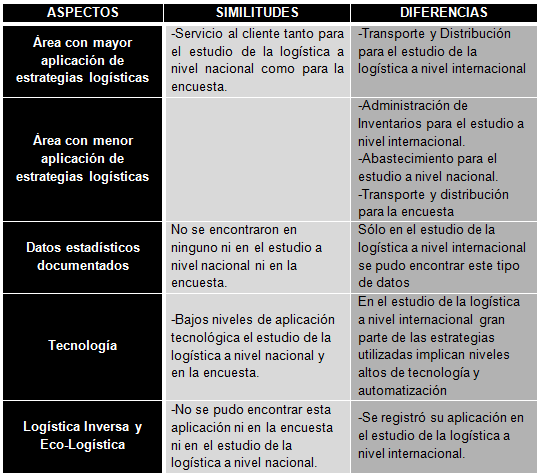 ASPECTOS
SIMILITUDES
DIFERENCIAS
Área con mayor
aplicación de
estrategias logísticas
-Servicio al cliente tanto para
el estudio de la logística a
nivel nacional como para la
encuesta.
-Transporte y Distribución
para el estudio de la
logística a nivel internacional
Área con menor
aplicación de
estrategias logísticas
-Administración de
Inventarios para el estudio a
nivel internacional.
-Abastecimiento para el
estudio a nivel nacional.
-Transporte y distribución
para la encuesta
Datos estadísticos
documentados
No se encontraron en
ninguno ni en el estudio a
nivel nacional ni en la
encuesta.
Sólo en el estudio de la
logística a nivel internacional
se pudo encontrar este tipo
de datos
Tecnología
-Bajos niveles de aplicación
tecnológica el estudio de la
logística a nivel nacional y
en la encuesta.
En el estudio de la logística
a nivel internacional gran
parte de las estrategias
utilizadas implican niveles
altos de tecnología y
automatización
Logística Inversa y
Eco-Logística
-No se pudo encontrar esta
aplicación ni en la encuesta
ni en el estudio de la
logística a nivel nacional.
-Se registró su aplicación en
el estudio de la logística a
nivel internacional.